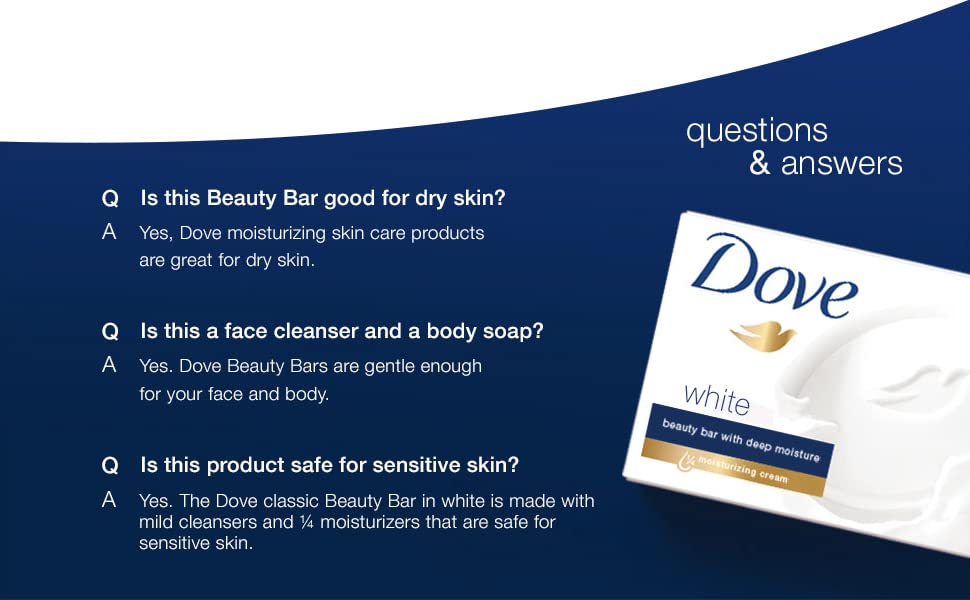 questions
& answers
Q Is this Beauty Bar good for dry skin?
A Yes, Dove moisturizing skin care products
are great for dry skin.
Q Is this a face cleanser and a body soap?
A Yes. Dove Beauty Bars are gentle enough
for your face and body.
Q Is this product safe for sensitive skin?
A Yes. The Dove classic Beauty Bar in white is made with
mild cleansers and ¼ moisturizers that are safe for
sensitive skin.
Dove
white
beauty bar with deep moisture
¼ moisturizing cream